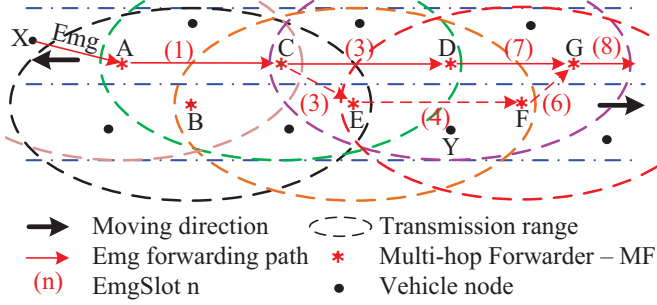 X
Emg
A
(1)
C
(3)
D
(7)
G
(8)
B
(3)
E
(4)
F
(6)
Y
Moving direction
Transmission range
Emg forwarding path
* Multi-hop Forwarder – MF
(n) EmgSlot n
Vehicle node